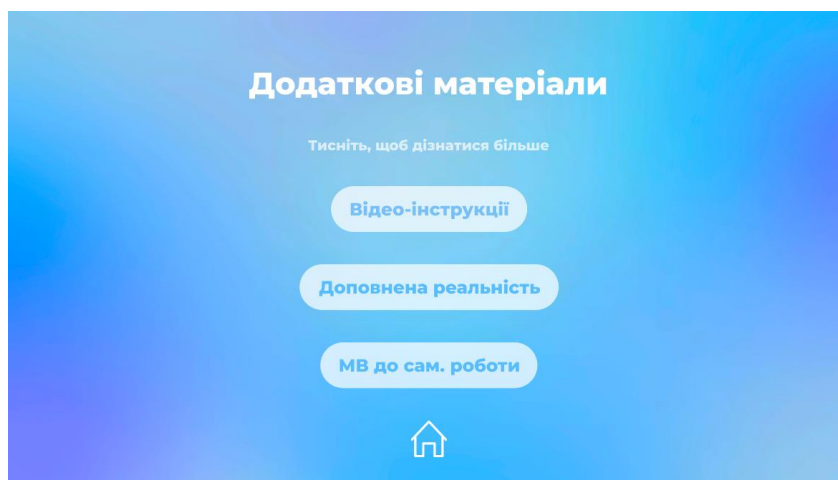 Додаткові матеріали
Тисніть, щоб дізнатися більше
Відео-інструкції
Доповнена реальність
МВ до сам. роботи